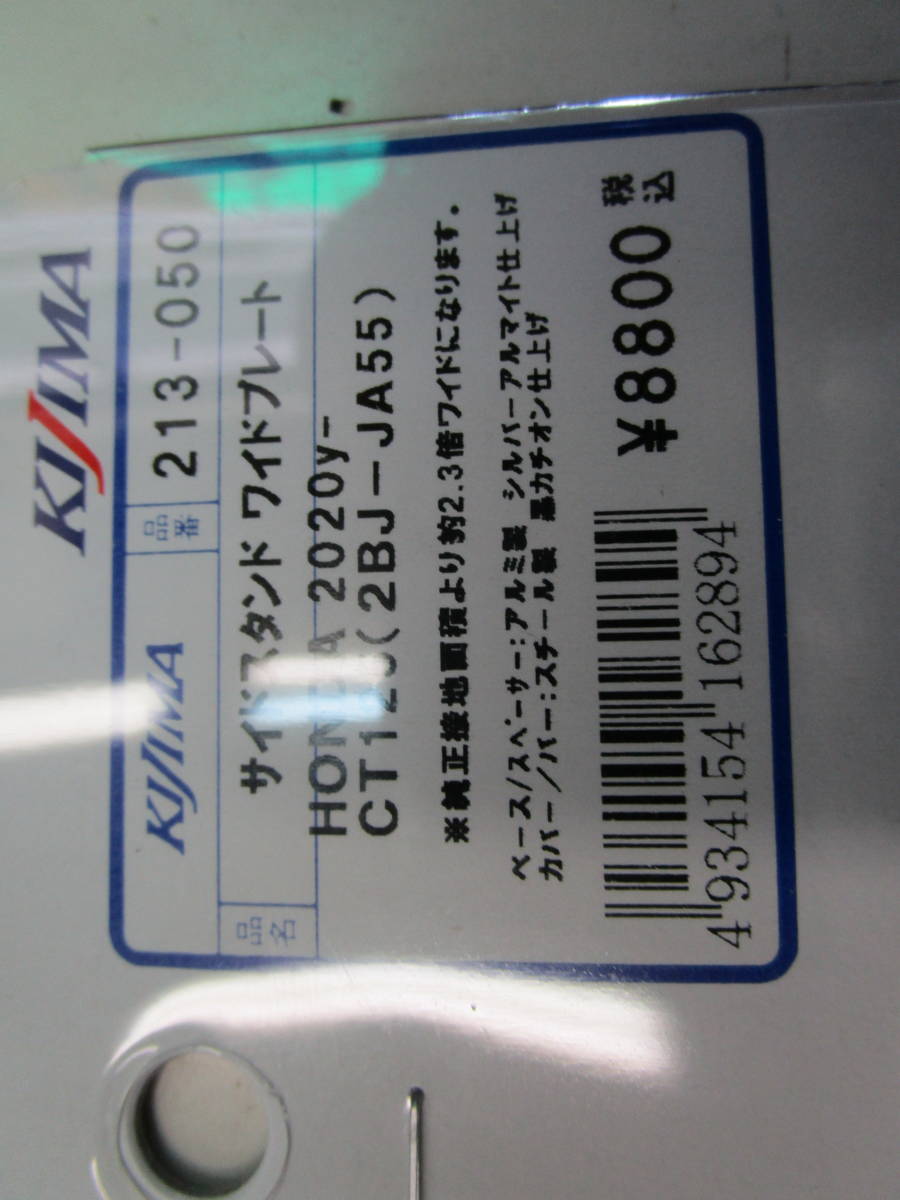 KIJIMA
KIJIMA 品番 213-050
品名 サイドスタンド ワイドプレート
HONDA 2020y-
CT125(2BJ-JA55)
※純正接地面積より約2.3倍ワイドになります。
ベース/スペーサー:アルミ製 シルバーアルマイト仕上げ
カバー/バー:スチール製 黒カチオン仕上げ
¥8800 税込
4934154162894